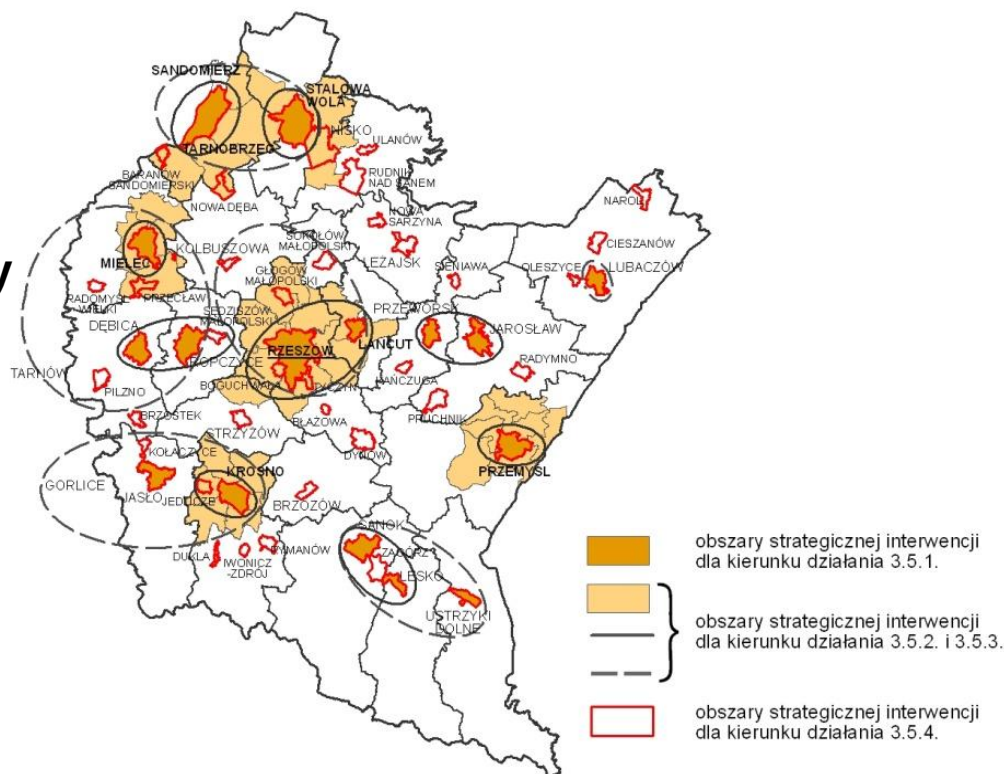 SANDOMIERZ
STALOWA
WOLA
NISKO
ULANÓW
TARNOBRZEG
RUDNIK
NAD SANEM
BARANÓW
SANDOMIERSKI
NOWA DĘBA
NOWA
SARZYNA
NAROL
CIESZANÓW
KOLBUSZOWA
SOKOŁÓW
MAŁOPOLSKI
LEŻAJSK
SIENIAWA
OLESZYCE
LUBACZÓW
MIELEC
GŁOGÓW
MAŁOPOLSKI
RADOMYŚL
WIELKI
PRZECŁAW
SĘDZISZÓW
MAŁOPOLSKI
PRZEWORSK
DĘBICA
JAROSŁAW
ŁAŃCUT
RZESZÓW
ROPCZYCE
RADYMNO
TARNÓW
KAŃCZUGA
PILZNO
BOGUCHWAŁA
TYCZYN
BRZOSTEK
STRZYŻÓW
BŁAŻOWA
PRUCHNIK
DYNÓW
KOŁACZYCE
PRZEMYŚL
KROSNO
GORLICE
JASŁO
JEDLICZE
BRZOZÓW
DUKLA
IWONICZ
-ZDRÓJ
RYMANÓW
SANOK
ZAGÓRZ
LESKO
USTRZYKI
DOLNE
obszary strategicznej interwencji
dla kierunku działania 3.5.1.
obszary strategicznej interwencji
dla kierunku działania 3.5.2. i 3.5.3.
obszary strategicznej interwencji
dla kierunku działania 3.5.4.